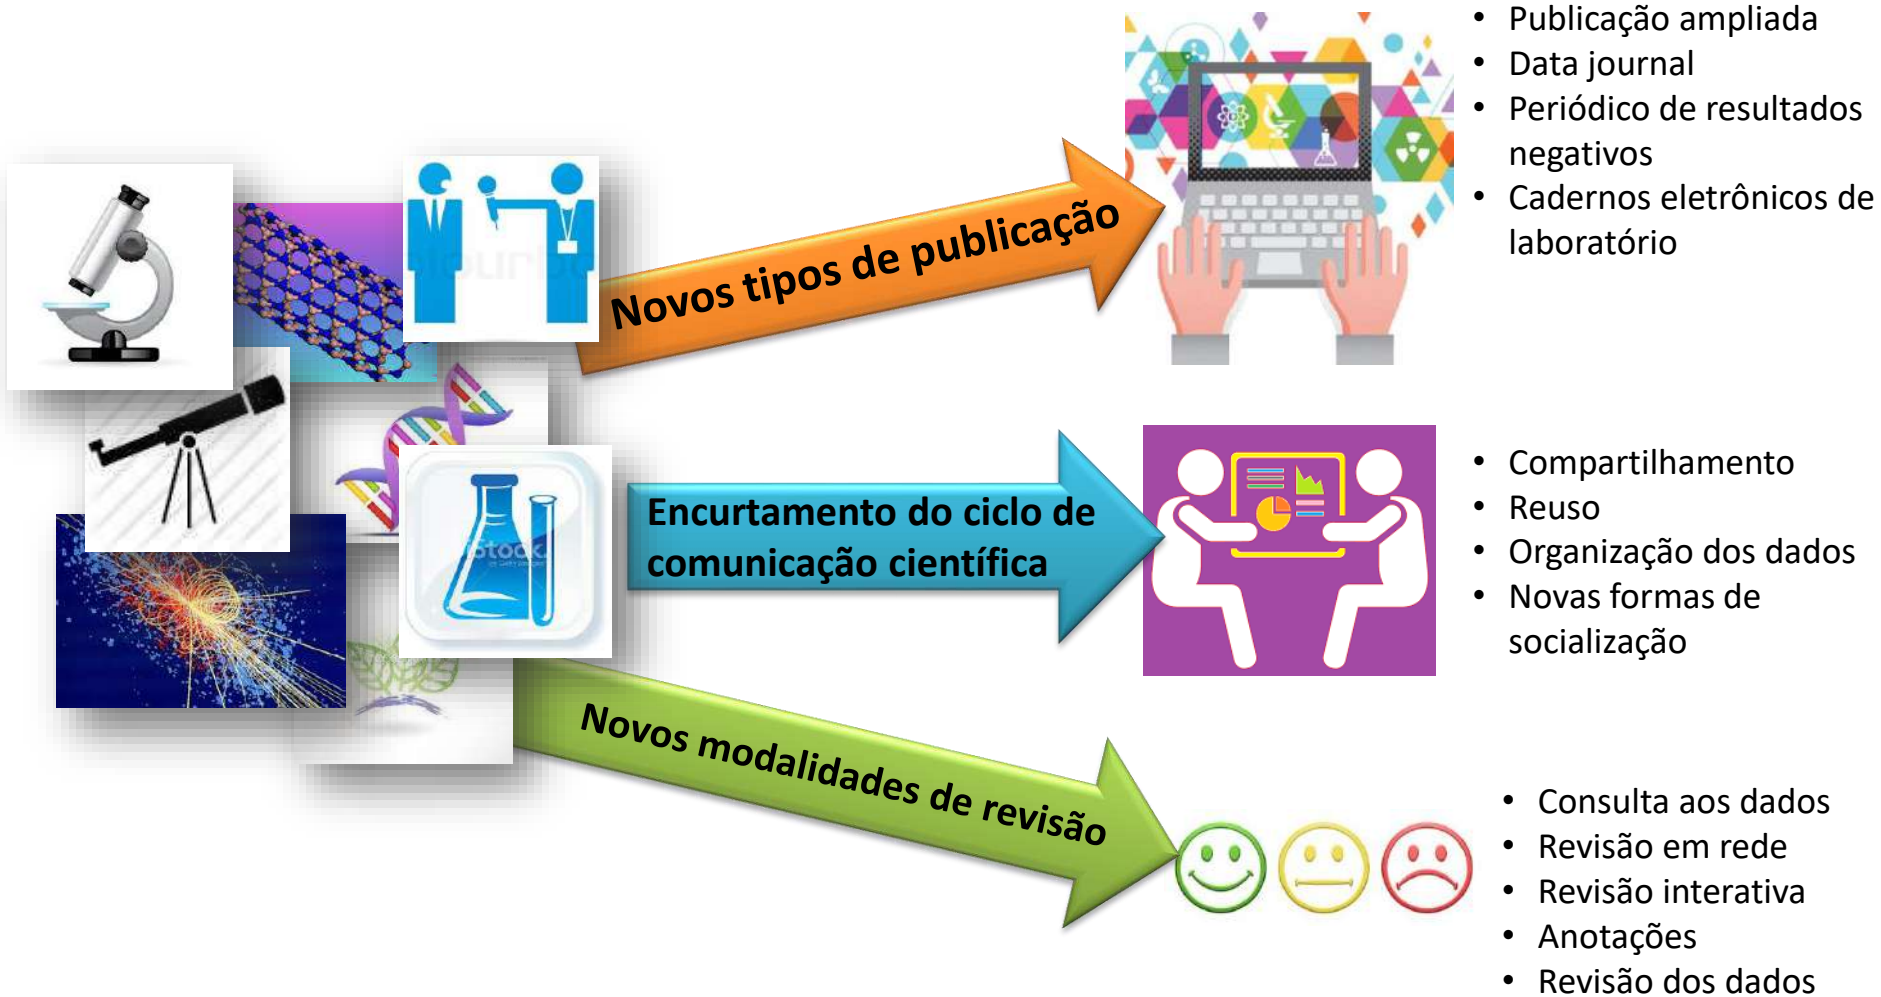 Novos tipos de publicação
• Publicação ampliada
• Data journal
• Periódico de resultados
negativos
• Cadernos eletrônicos de
laboratório
Encurtamento do ciclo de
comunicação científica
• Compartilhamento
• Reuso
• Organização dos dados
• Novas formas de
socialização
Novos modalidades de revisão
• Consulta aos dados
• Revisão em rede
• Revisão interativa
• Anotações
• Revisão dos dados